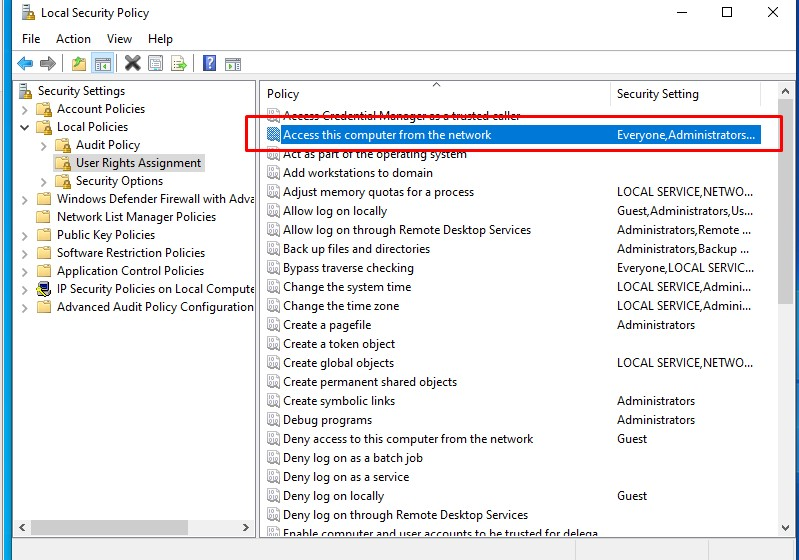 Local Security Policy
File Action View Help
Security Settings
Account Policies
Local Policies
Audit Policy
User Rights Assignment
Security Options
Windows Defender Firewall with Adva
Network List Manager Policies
Public Key Policies
Software Restriction Policies
Application Control Policies
IP Security Policies on Local Compute
Advanced Audit Policy Configuration
Policy Security Setting
Access Credential Manager as a trusted caller
Access this computer from the network Everyone,Administrators...
Act as part of the operating system
Add workstations to domain
Adjust memory quotas for a process LOCAL SERVICE,NETWO...
Allow log on locally Guest,Administrators,Us...
Allow log on through Remote Desktop Services Administrators,Remote ...
Back up files and directories Administrators,Backup ...
Bypass traverse checking Everyone,LOCAL SERVIC...
Change the system time LOCAL SERVICE,Admini...
Change the time zone LOCAL SERVICE,Admini...
Create a pagefile Administrators
Create a token object
Create global objects LOCAL SERVICE,NETWO...
Create permanent shared objects
Create symbolic links Administrators
Debug programs Administrators
Deny access to this computer from the network Guest
Deny log on as a batch job
Deny log on as a service
Deny log on locally Guest
Deny log on through Remote Desktop Services
Enable computer and user accounts to be trusted for delega